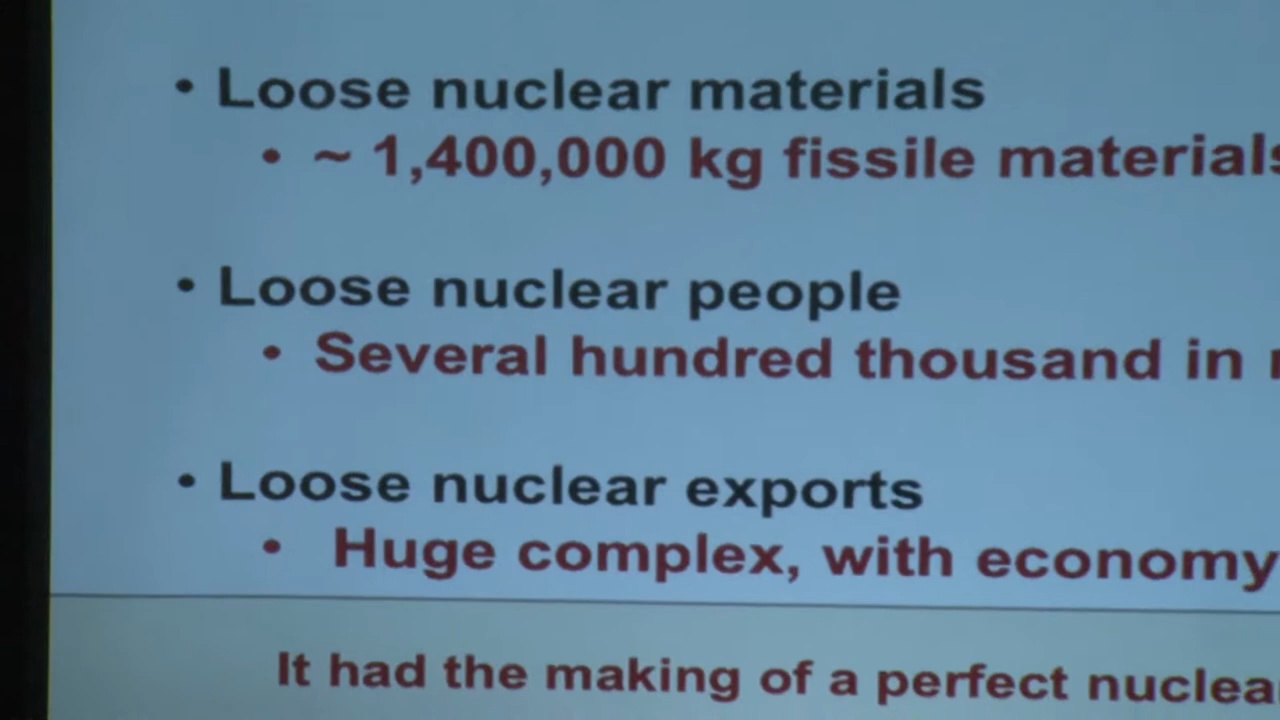 • Loose nuclear materials
• ~ 1,400,000 kg fissile materials
• Loose nuclear people
• Several hundred thousand in
• Loose nuclear exports
• Huge complex, with economy
It had the making of a perfect nuclea